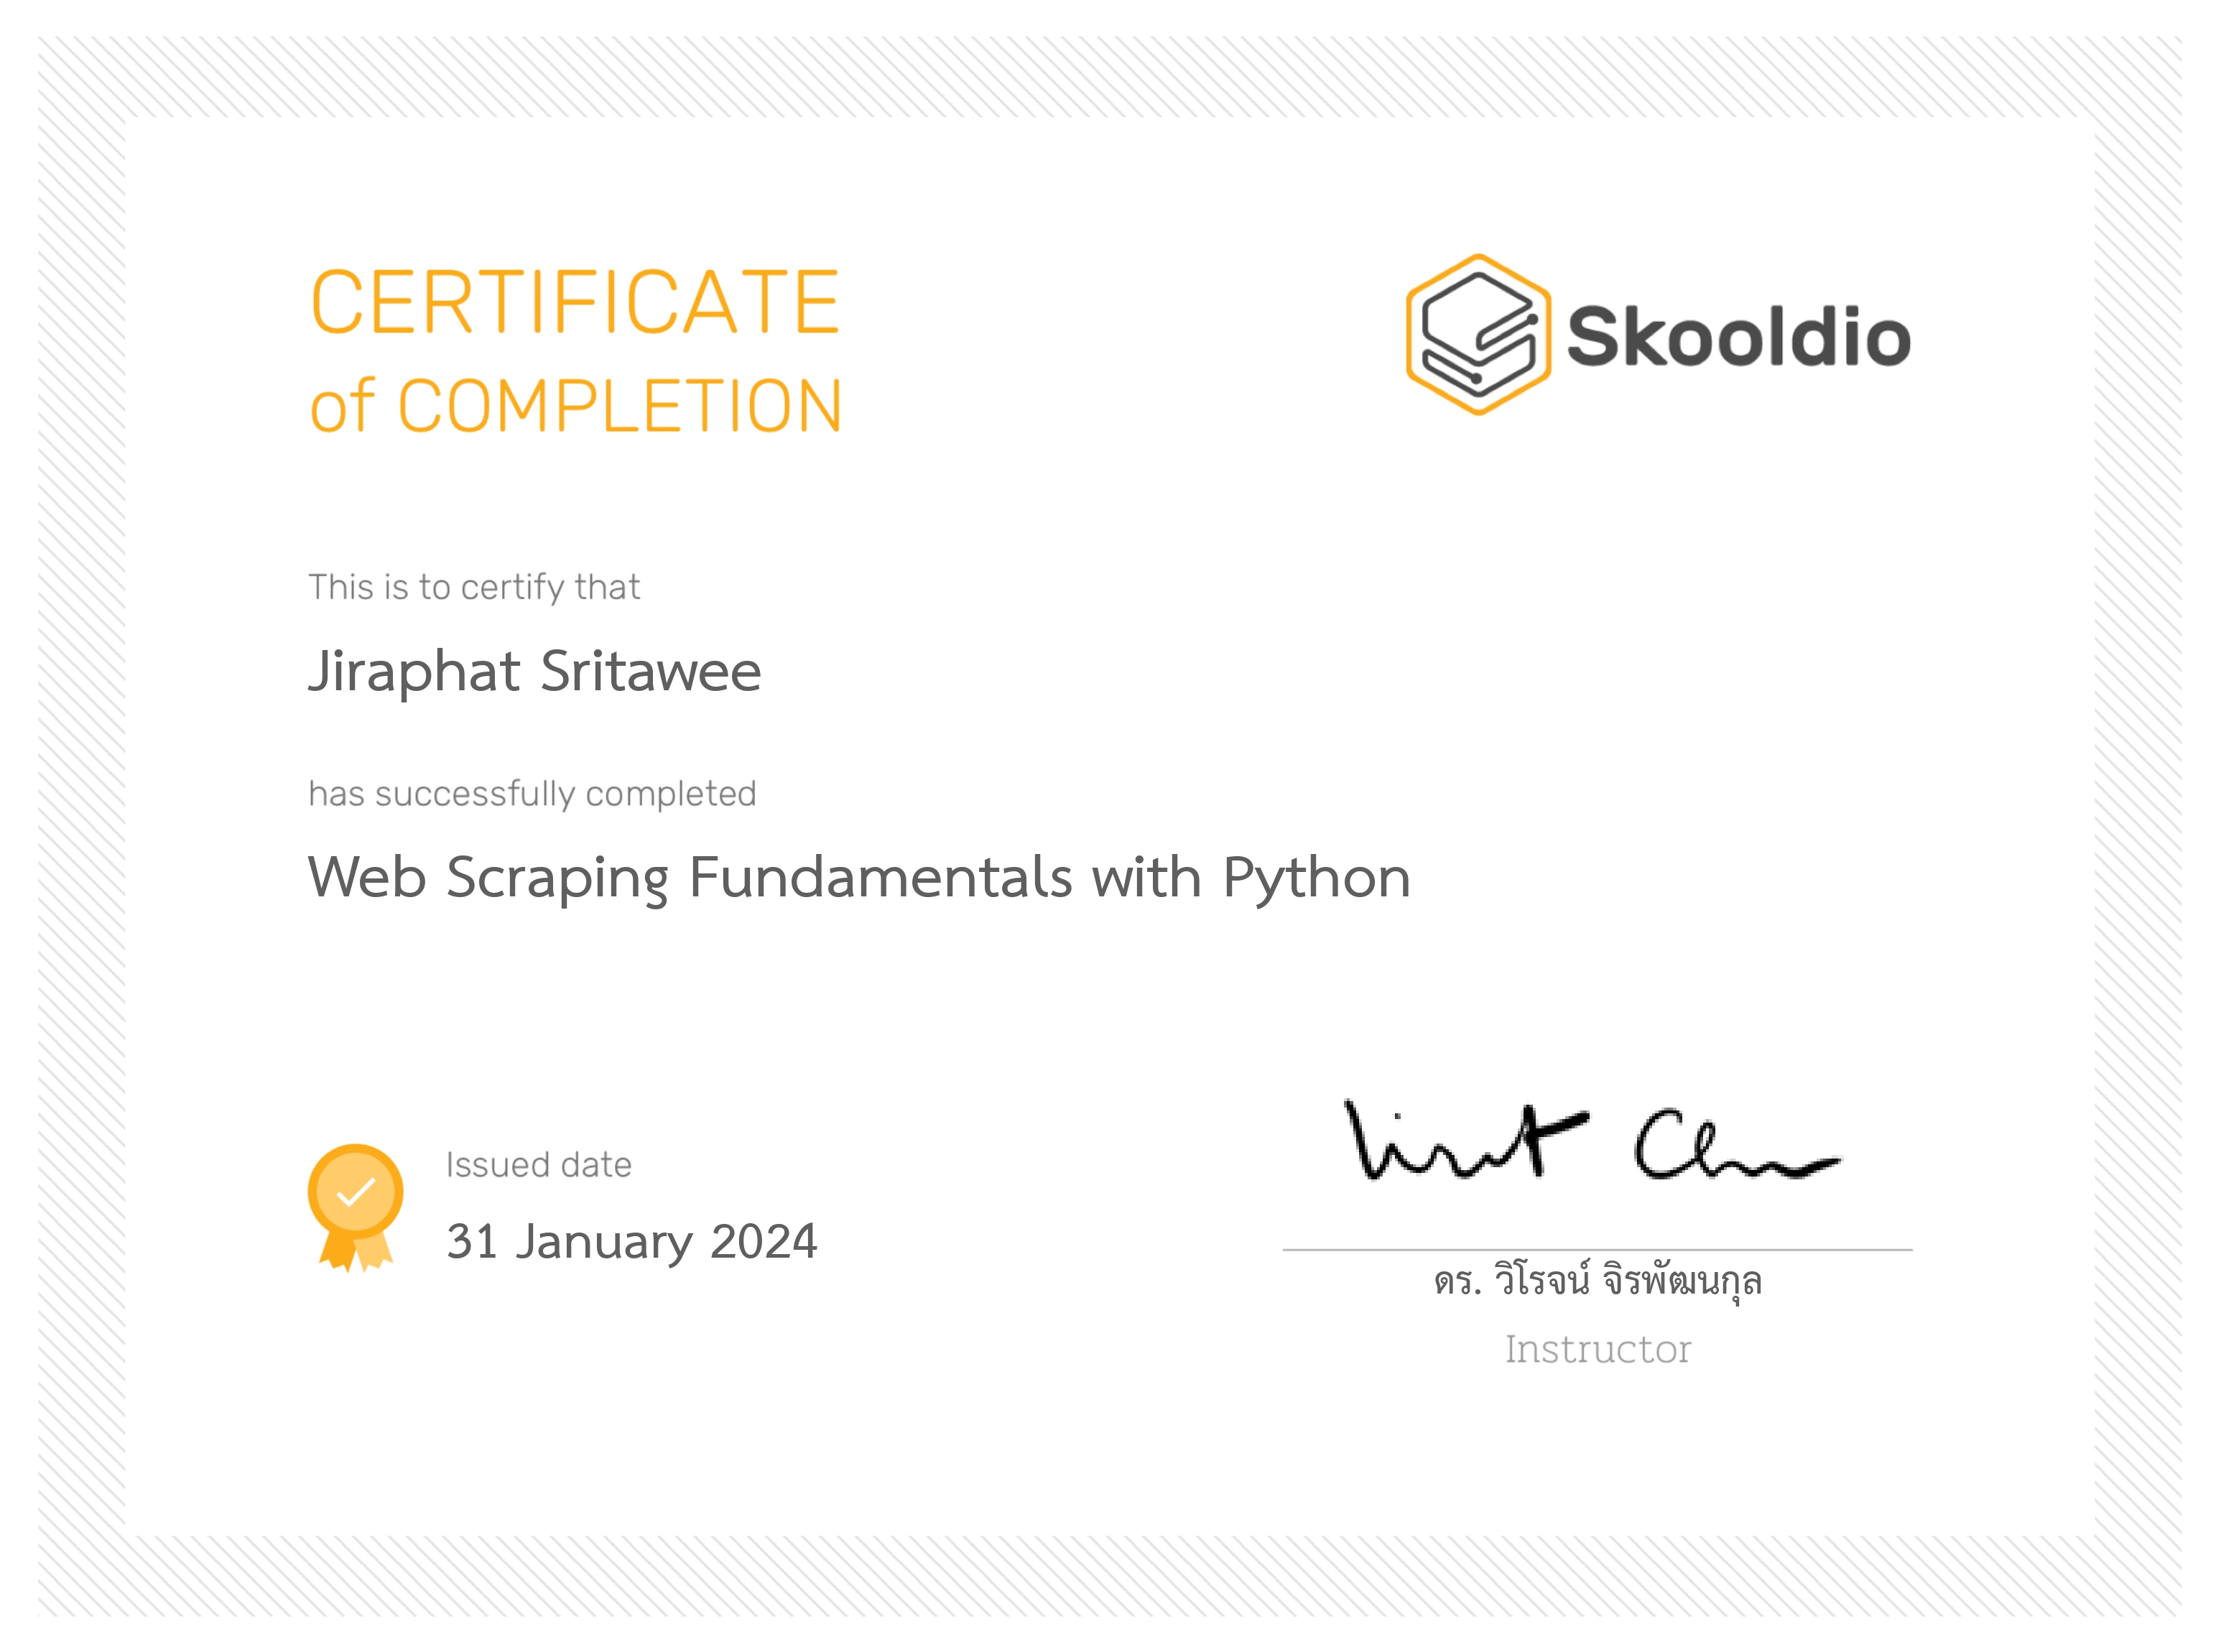 CERTIFICATE
of COMPLETION
Skooldio
This is to certify that
Jiraphat Sritawee
has successfully completed
Web Scraping Fundamentals with Python
Issued date
31 January 2024
ดร. วิโรจน์ จิรพัฒนกุล
Instructor